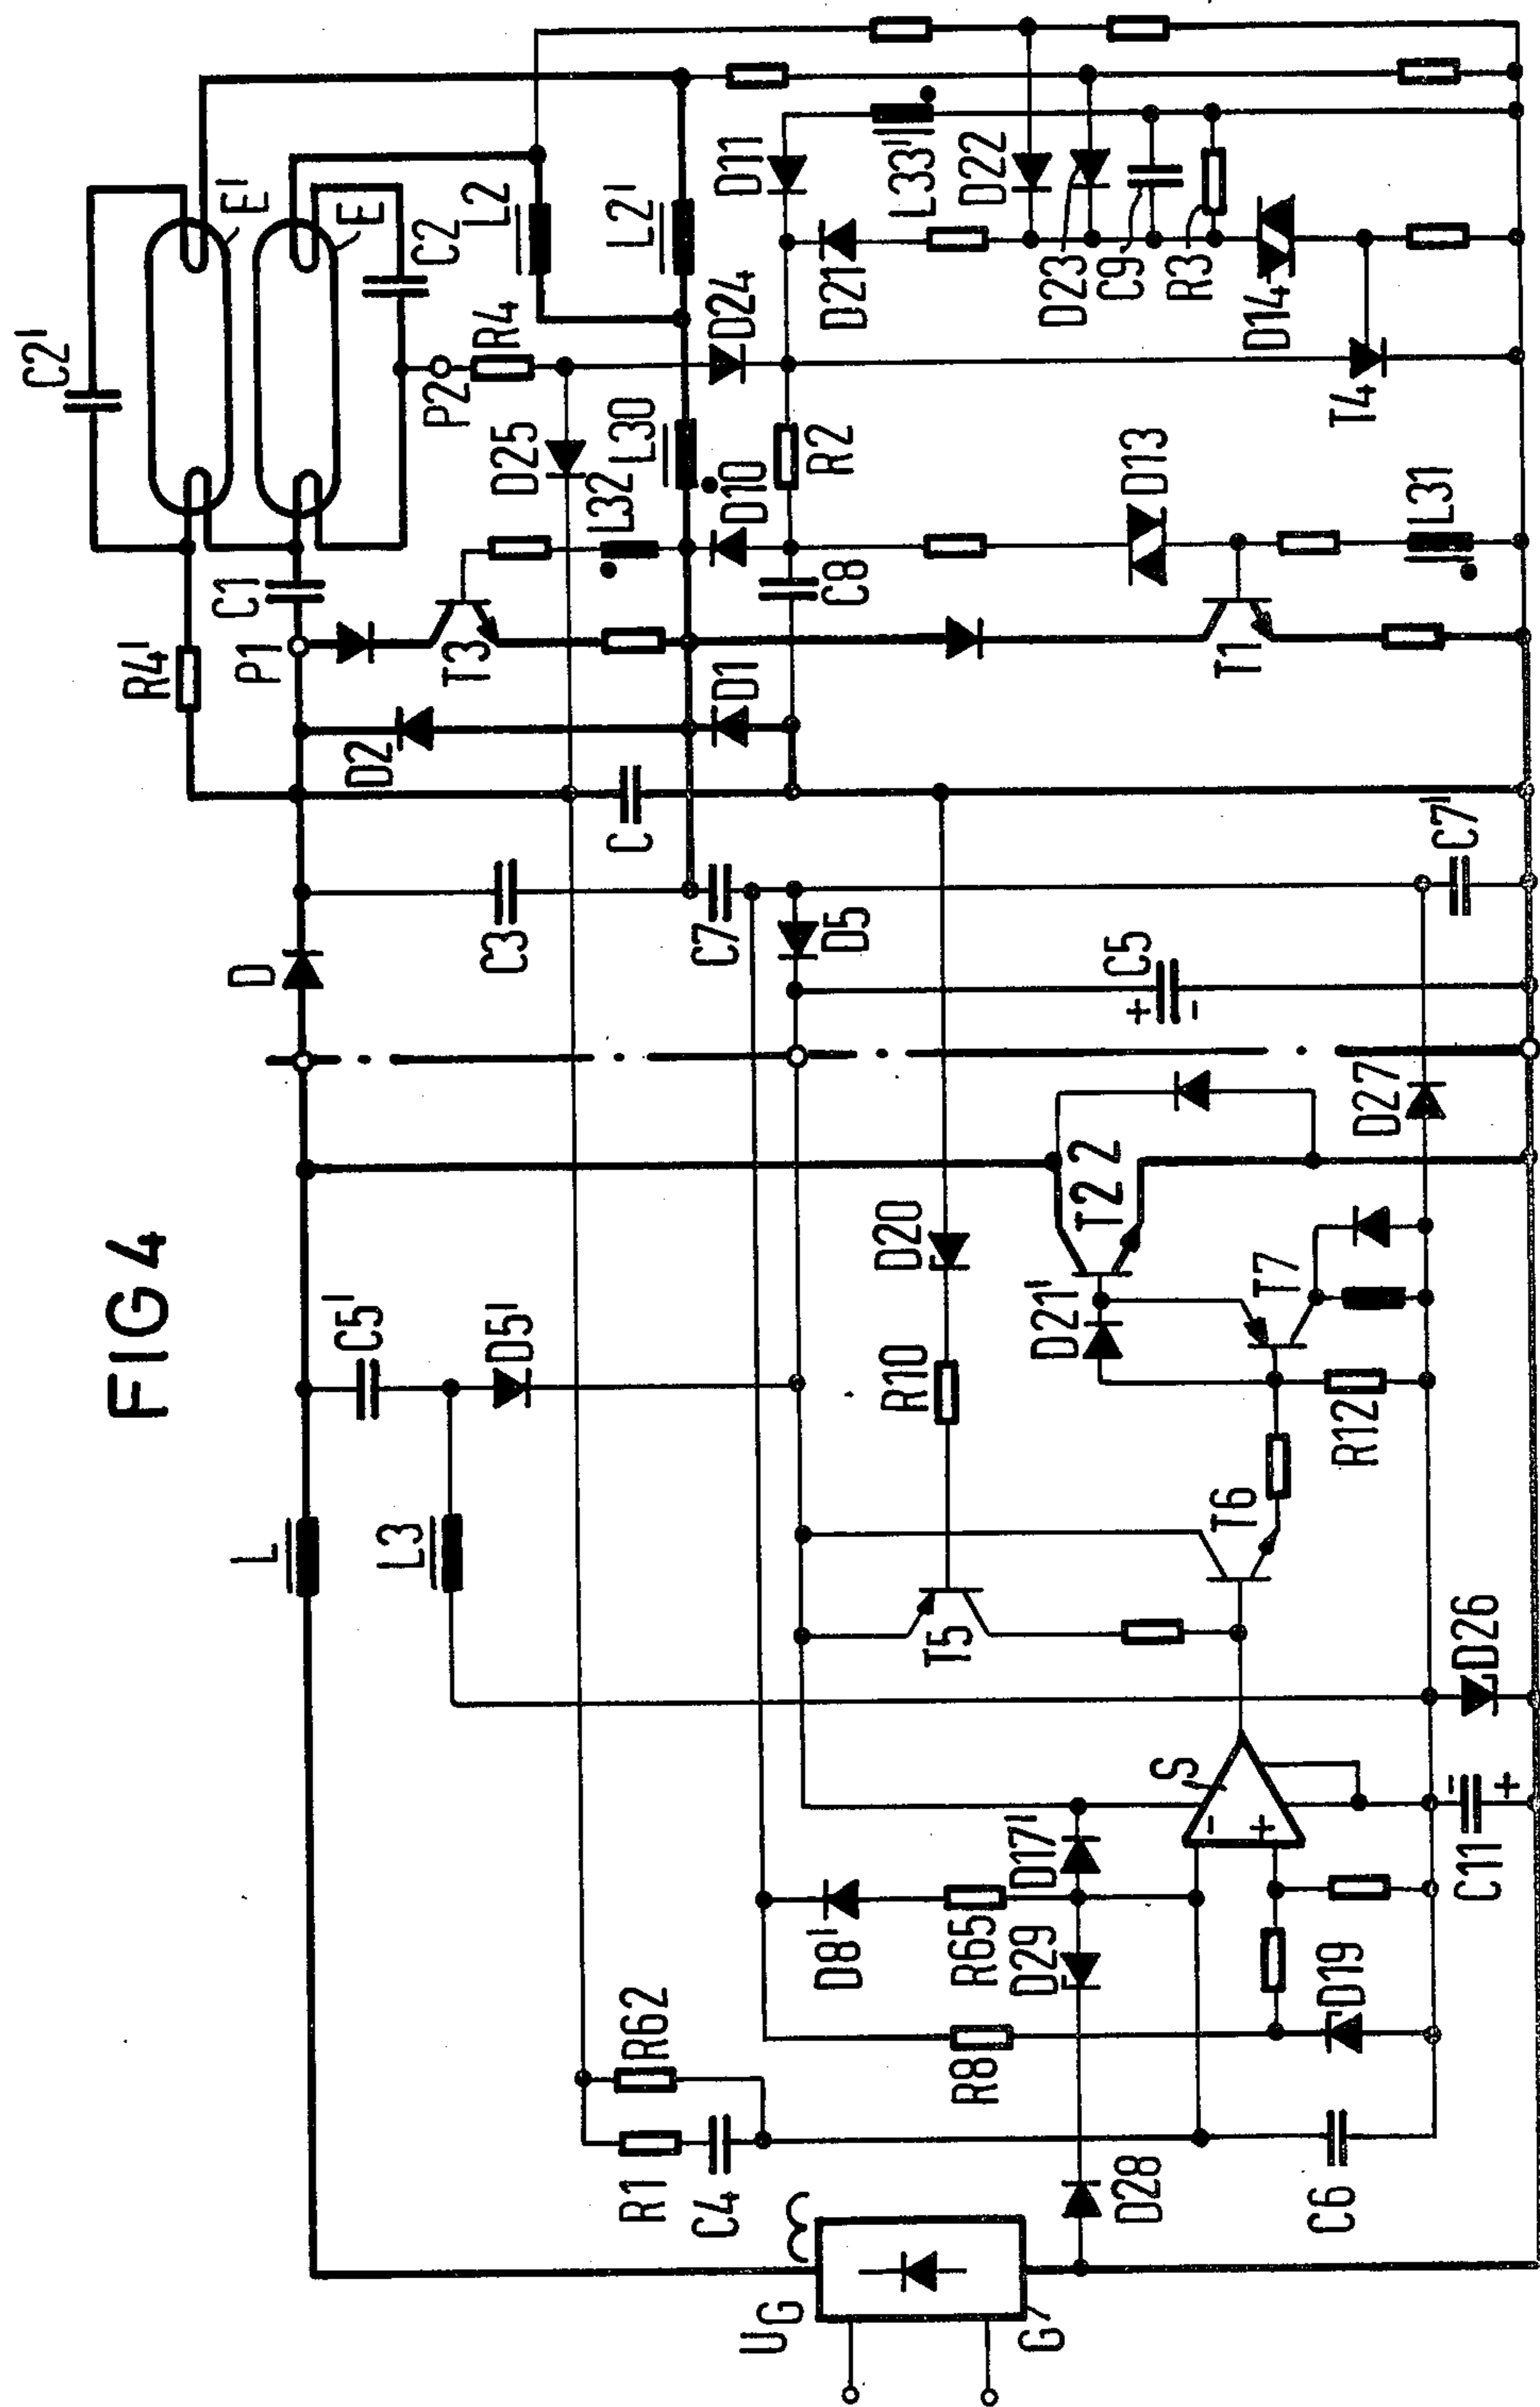 FIG 4
C2'
E'
E
C2
R4'
C1
P1
P2
R4
L2
L2'
D11
L33'
D22
D24
D21
D23
C9
R3
D14
T4
D25
L30
L32
D10
R2
D13
L31
T3
C8
T1
D2
D1
C
D
C3
C7
D5
C5
+
-
C7'
D27
T2 2
D20
D21'
T7
R10
R12
C5'
D5'
L
L3
T6
T5
D26
S
-
+
D17'
C11
-
+
D8'
R65
D29
D19
R62
R8
R1
C4
D28
C6
UG
G